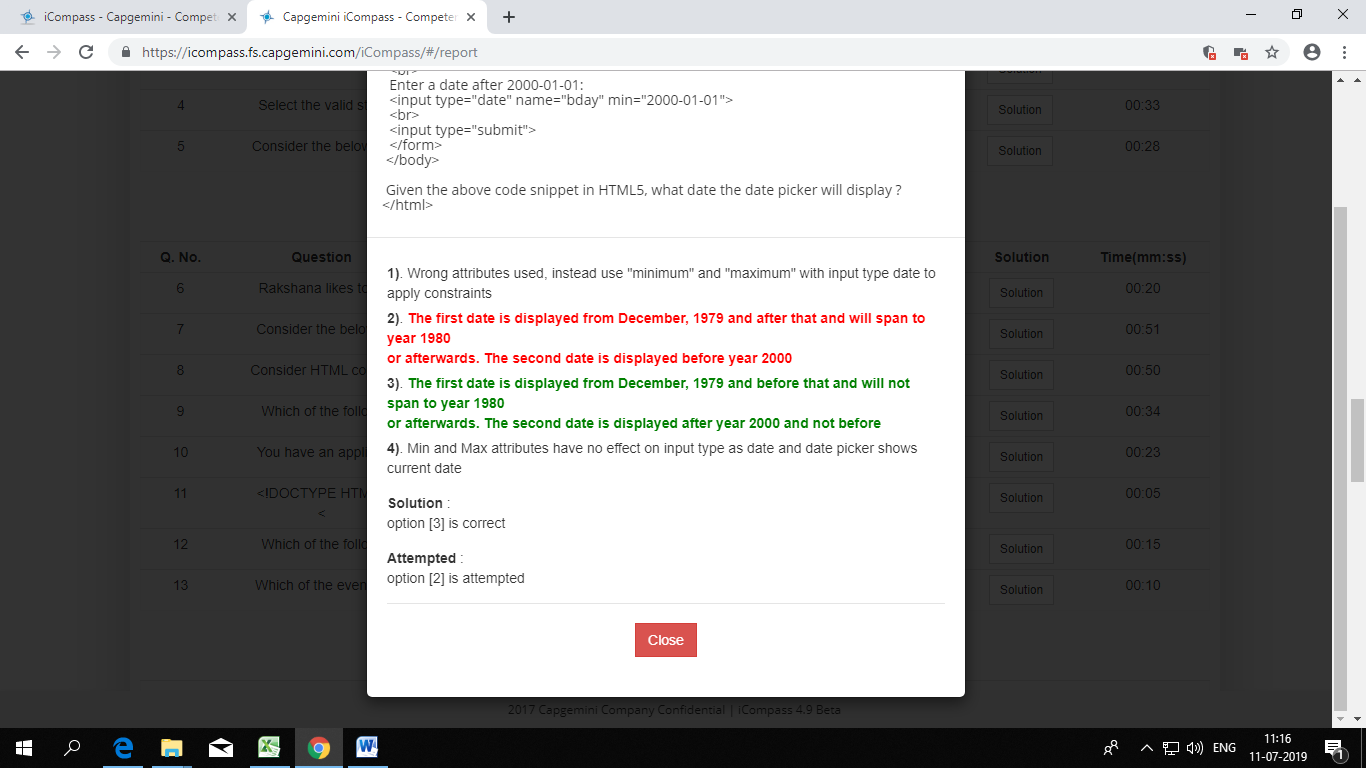 iCompass - Capgemini - Compet
Capgemini iCompass - Competen
https://icompass.fs.capgemini.com/iCompass/#/report
<br>
Enter a date after 2000-01-01:
4 Select the valid s Solution 00:33
<input type="date" name="bday" min="2000-01-01">
<br>
<input type="submit">
5 Consider the below Solution 00:28
</form>
</body>
Given the above code snippet in HTML5, what date the date picker will display ?
</html>
Q. No. Question Solution Time(mm:ss)
6 Rakshana likes to Solution 00:20
7 Consider the belo Solution 00:51
8 Consider HTML co Solution 00:50
9 Which of the follo Solution 00:34
10 You have an appl Solution 00:23
11 <!DOCTYPE HTM Solution 00:05
<
12 Which of the follo Solution 00:15
13 Which of the even Solution 00:10
1). Wrong attributes used, instead use "minimum" and "maximum" with input type date to
apply constraints
2). The first date is displayed from December, 1979 and after that and will span to
year 1980
or afterwards. The second date is displayed before year 2000
3). The first date is displayed from December, 1979 and before that and will not
span to year 1980
or afterwards. The second date is displayed after year 2000 and not before
4). Min and Max attributes have no effect on input type as date and date picker shows
current date
Solution :
option [3] is correct
Attempted :
option [2] is attempted
Close
2017 Capgemini Company Confidential | iCompass 4.9 Beta
ENG
11:16
11-07-2019
1